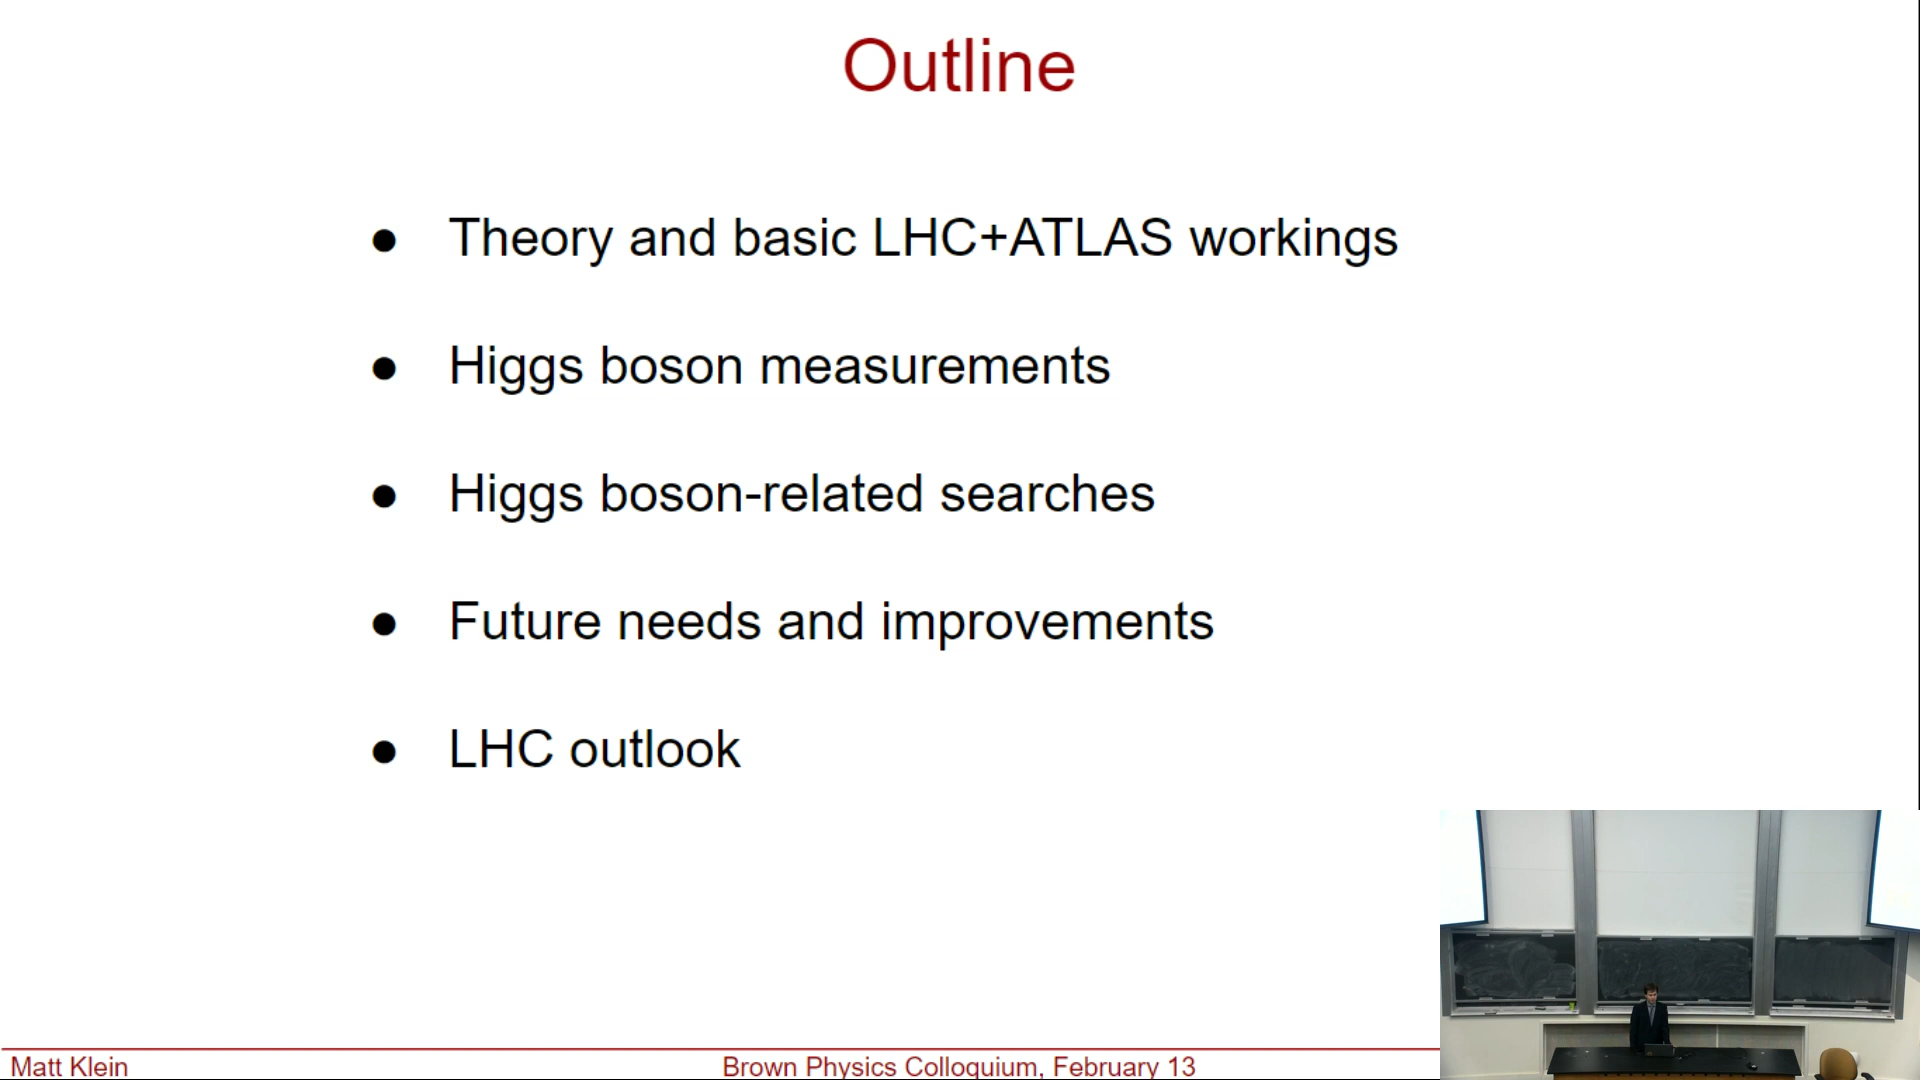 Outline
● Theory and basic LHC+ATLAS workings
● Higgs boson measurements
● Higgs boson-related searches
● Future needs and improvements
● LHC outlook
Matt Klein
Brown Physics Colloquium, February 13